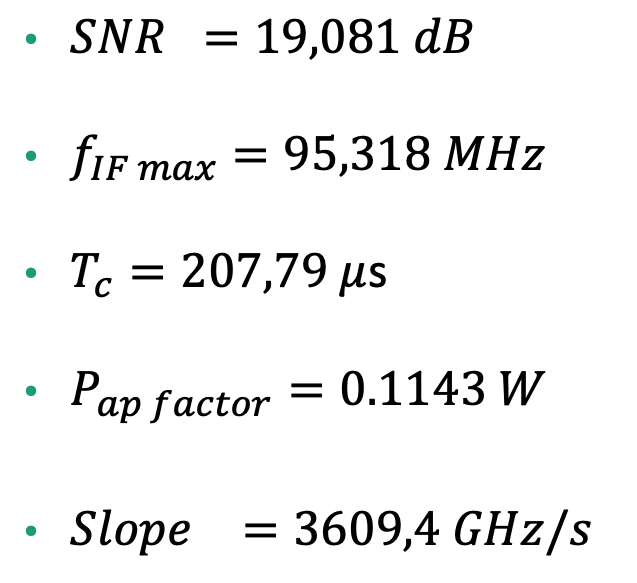 • SNR = 19,081 dB
• f_IF max = 95,318 MHz
• T_c = 207,79 μs
• P_ap factor = 0.1143 W
• Slope = 3609,4 GHz/s